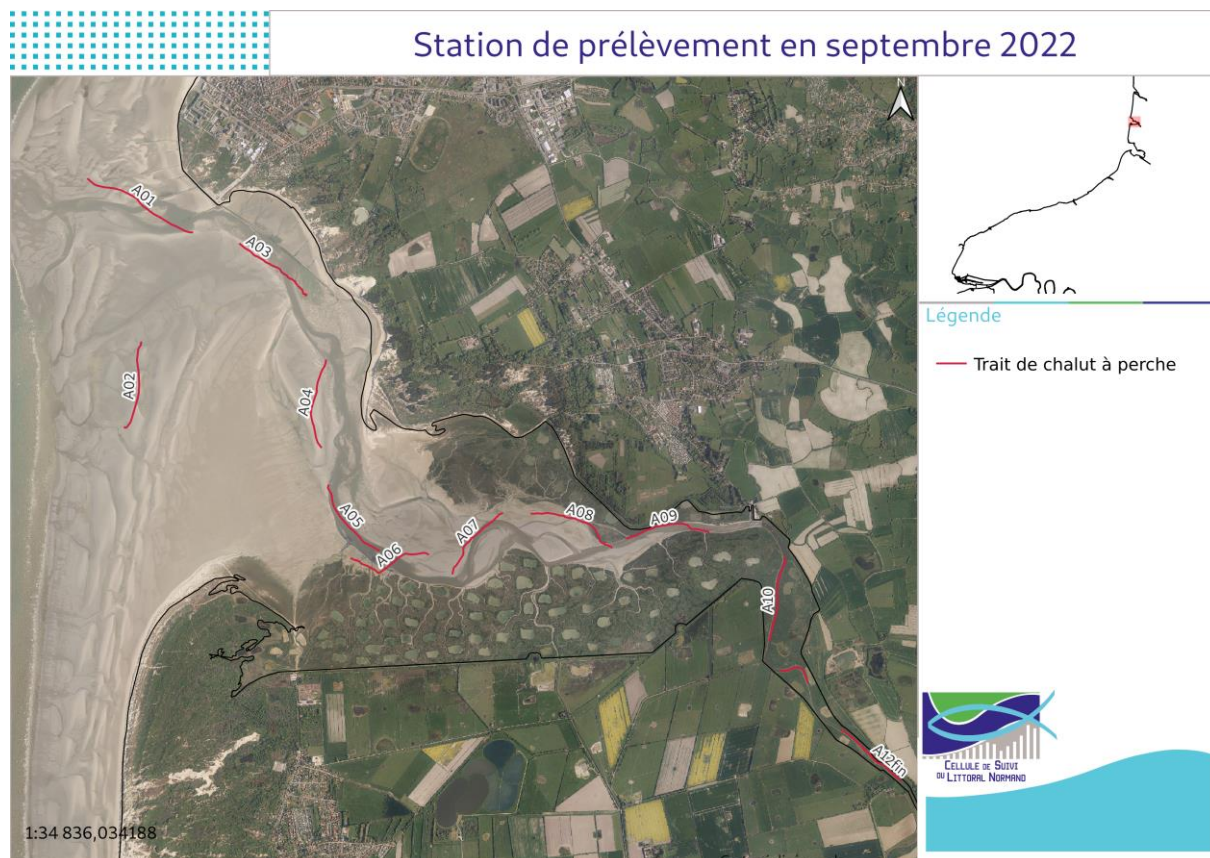 Station de prélèvement en septembre 2022
N
A01
A03
A02
A04
A05
A06
A07
A08
A09
A10
A12fin
1:34 836,034188
Légende
Trait de chalut à perche
CELLULE DE SUIVI
DU LITTORAL NORMAND